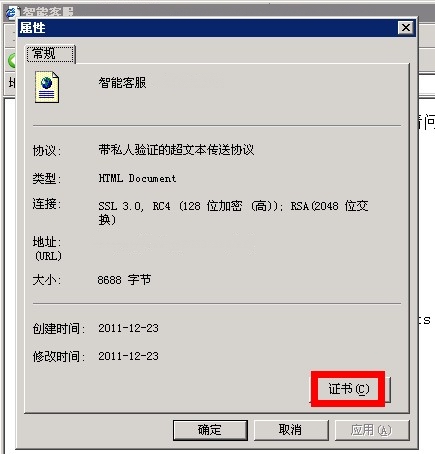 智能客服
属性
常规
智能客服
协议: 带私人验证的超文本传送协议
类型: HTML Document
连接: SSL 3.0, RC4 (128 位加密 (高)); RSA(2048 位交
换)
地址:
(URL)
大小: 8688 字节
创建时间: 2011-12-23
修改时间: 2011-12-23
证书(C)
确定 取消 应用(A)
ts